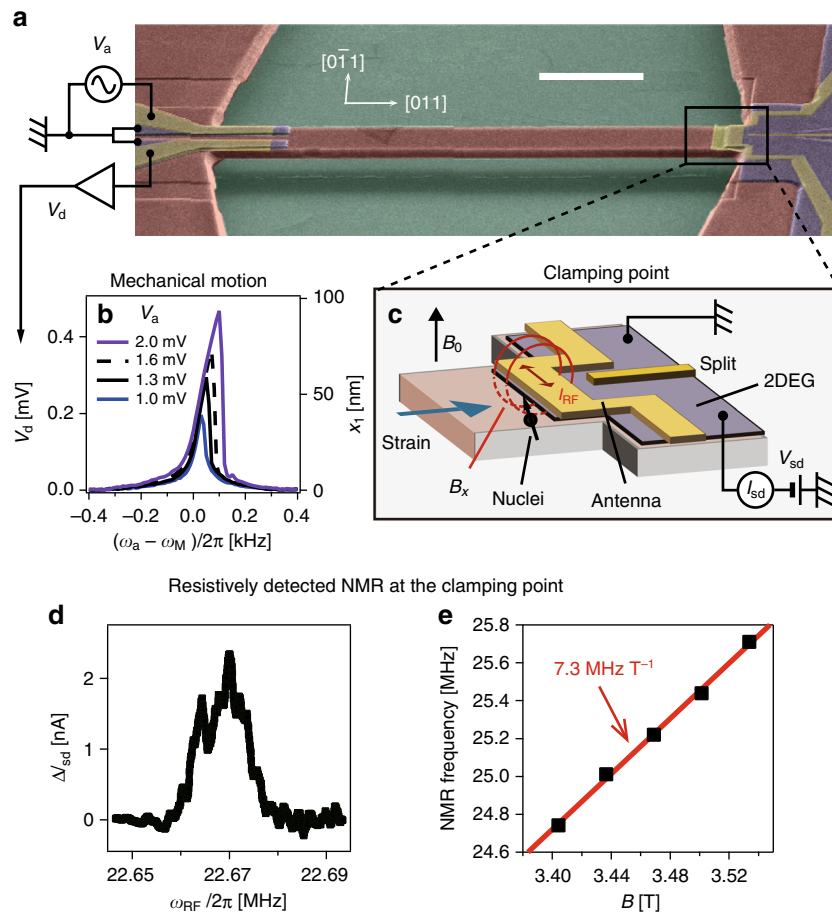 a
V_a
[01̄1]
[011]
V_d
Mechanical motion
Clamping point
b
V_a
2.0 mV
1.6 mV
1.3 mV
1.0 mV
V_d [mV]
0.4
0.2
0.0
100
50
0
x_1 [nm]
–0.4 –0.2 0.0 0.2 0.4
(ω_a – ω_M)/2π [kHz]
c
B_0
Split
2DEG
I_RF
Strain
B_x
Nuclei
Antenna
V_sd
I_sd
Resistively detected NMR at the clamping point
d
ΔI_sd [nA]
2
1
0
22.65 22.67 22.69
ω_RF /2π [MHz]
e
NMR frequency [MHz]
25.8
25.6
25.4
25.2
25.0
24.8
24.6
7.3 MHz T⁻¹
3.40 3.44 3.48 3.52
B [T]